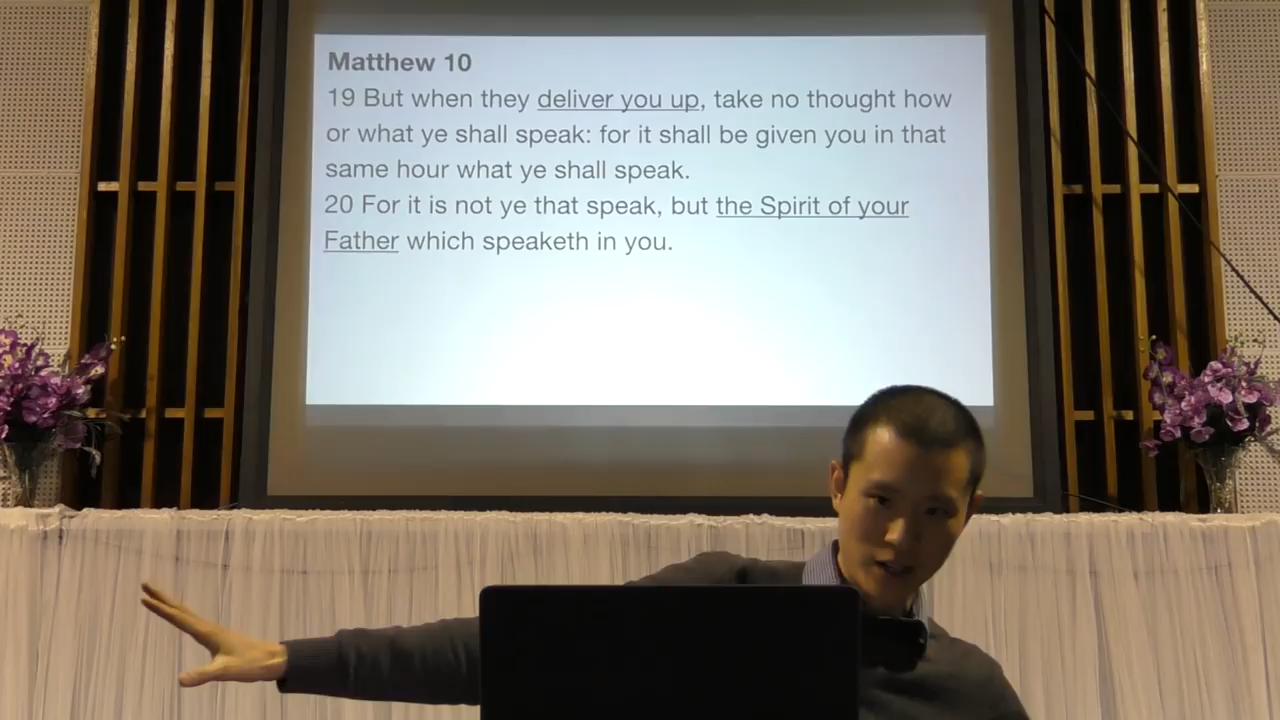 Matthew 10
19 But when they deliver you up, take no thought how
or what ye shall speak: for it shall be given you in that
same hour what ye shall speak.
20 For it is not ye that speak, but the Spirit of your
Father which speaketh in you.